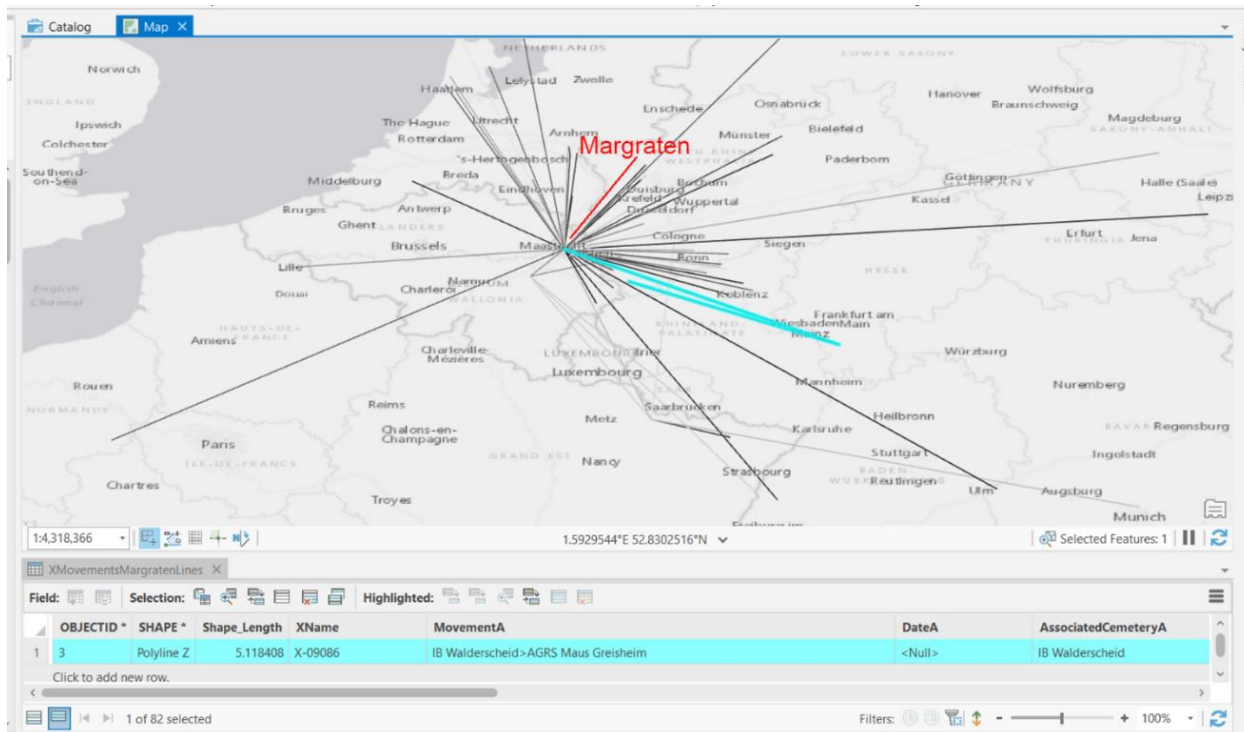 Catalog Map
NETHERLANDS LOWER SAXONY
Norwich Lelystad Zwolle
Haarlem Hanover Wolfsburg
ENGLAND Enschede Osnabrück Braunschweig
Ipswich The Hague Utrecht Magdeburg
Colchester Rotterdam Arnhem Münster Bielefeld SAXONY-ANHALT
Margraten
's-Hertogenbosch Paderborn
Southend-on-Sea Middelburg Breda Eindhoven Duisburg Bochum Göttingen GERMANY Halle (Saale)
Krefeld Wuppertal Kassel Leipzi
Bruges Antwerp Düsseldorf
Ghent FLANDERS
Brussels Maastricht Cologne Siegen Erfurt Jena
THURINGIA
Lille Bonn HESSE
English Channel Douai Charleroi Namur Koblenz
WALLONIA
Frankfurt am Main
Wiesbaden
HAUTS-DE-FRANCE RHINELAND-PALATINATE Mainz
Amiens Charleville-Mézières LUXEMBOURG Trier Würzburg
Luxembourg
Rouen Mannheim Nuremberg
NORMANDY Reims Saarbrücken
Metz Heilbronn
Chalons-en-Champagne Karlsruhe Regensburg
Paris
ILE-DE-FRANCE GRAND EST Nancy Stuttgart Ingolstadt
Strasbourg BADEN-
Reutlingen
Chartres Ulm Augsburg
Troyes Munich
1:4,318,366 1.5929544°E 52.8302516°N Selected Features: 1
XMovementsMargratenLines
Field: Selection: Highlighted:
OBJECTID * SHAPE * Shape_Length XName MovementA DateA AssociatedCemeteryA
1 3 Polyline Z 5.118408 X-09086 IB Walderscheid>AGRS Maus Greisheim <Null> IB Walderscheid
Click to add new row.
1 of 82 selected Filters: - + 100%